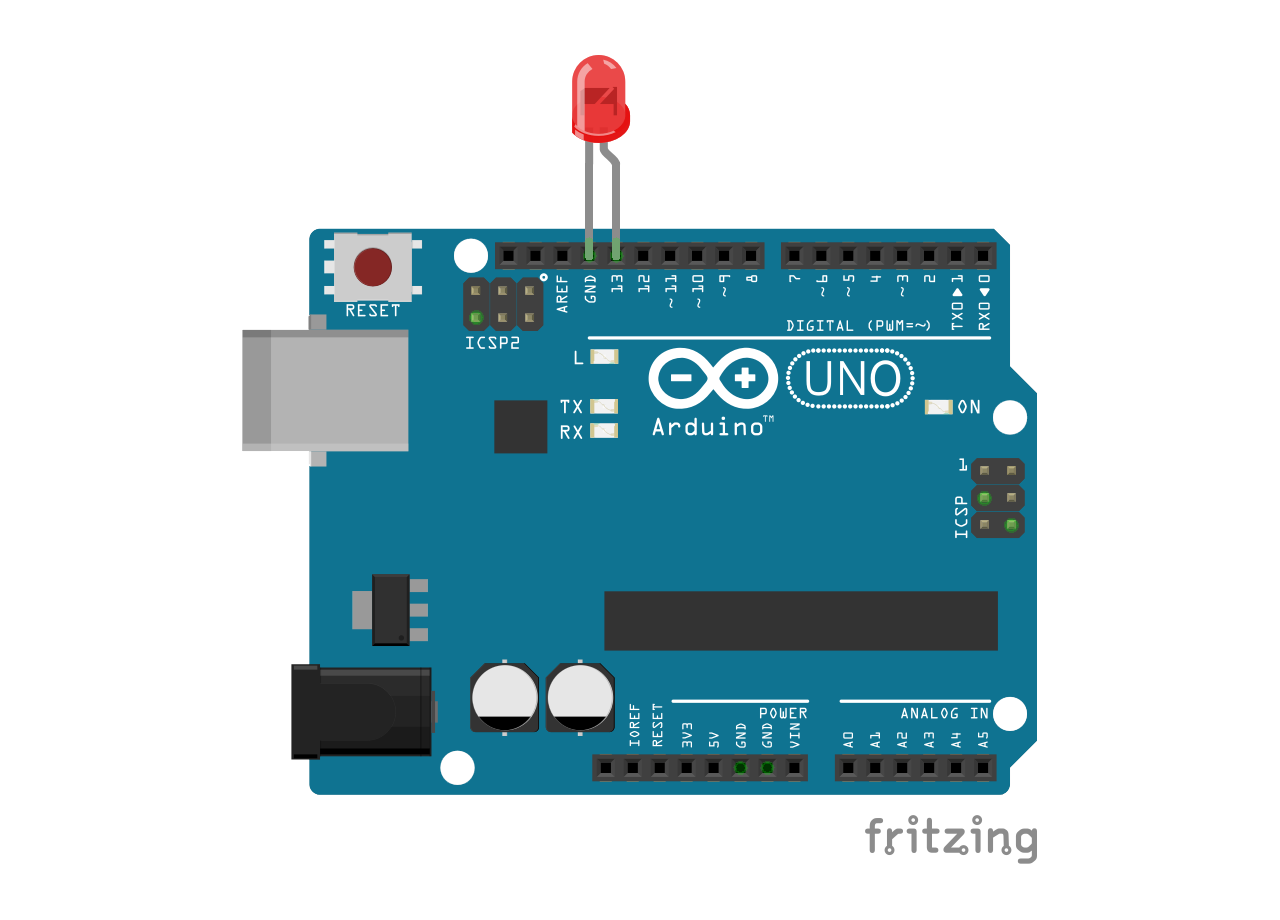 RESET
ICSP2
AREF
GND
13
12
~11
~10
~9
8
7
~6
~5
4
~3
2
TX0▶1
RX0◀0
DIGITAL (PWM=~)
L
TX
RX
Arduino™
UNO
ON
1
ICSP
IOREF
RESET
3V3
5V
GND
GND
VIN
POWER
A0
A1
A2
A3
A4
A5
ANALOG IN
fritzing